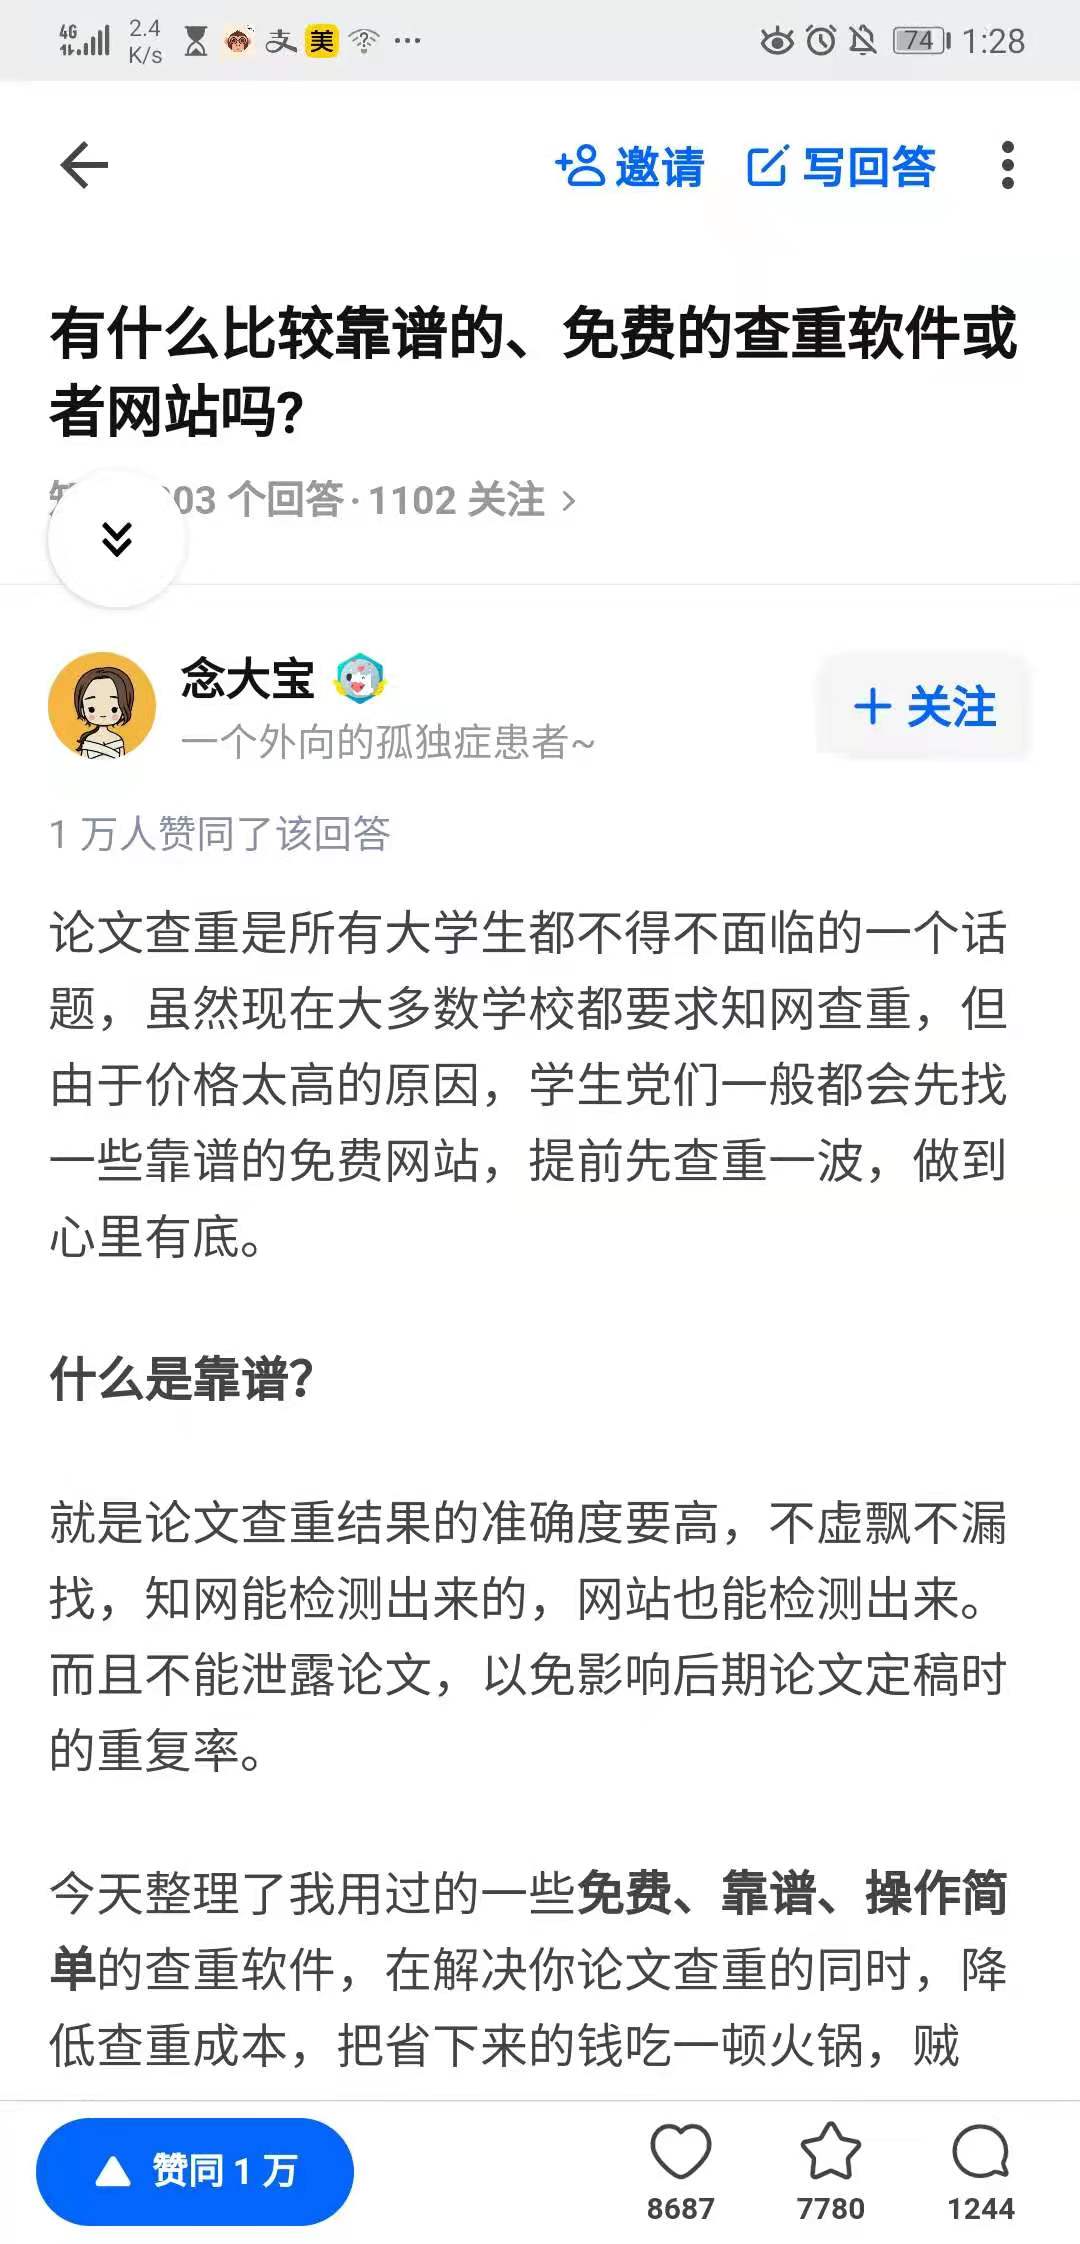 4G 2.4 K/s 支 美 ··· 74 1:28
邀请 写回答
有什么比较靠谱的、免费的查重软件或
者网站吗?
03 个回答 · 1102 关注 >
念大宝
一个外向的孤独症患者~
+ 关注
1 万人赞同了该回答
论文查重是所有大学生都不得不面临的一个话
题，虽然现在大多数学校都要求知网查重，但
由于价格太高的原因，学生党们一般都会先找
一些靠谱的免费网站，提前先查重一波，做到
心里有底。
什么是靠谱？
就是论文查重结果的准确度要高，不虚飘不漏
找，知网能检测出来的，网站也能检测出来。
而且不能泄露论文，以免影响后期论文定稿时
的重复率。
今天整理了我用过的一些免费、靠谱、操作简
单的查重软件，在解决你论文查重的同时，降
低查重成本，把省下来的钱吃一顿火锅，贼
赞同 1 万
8687 7780 1244